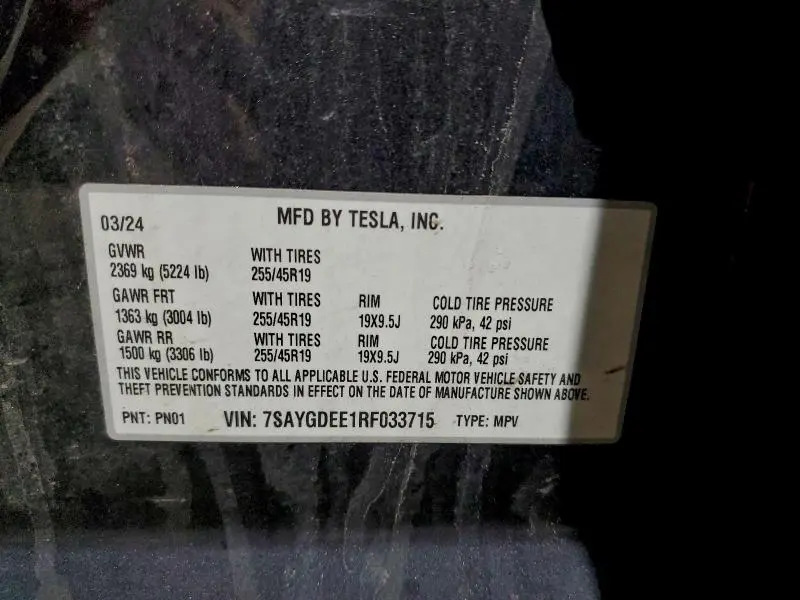 03/24 MFD BY TESLA, INC.
GVWR WITH TIRES
2369 kg (5224 lb) 255/45R19
GAWR FRT WITH TIRES RIM COLD TIRE PRESSURE
1363 kg (3004 lb) 255/45R19 19X9.5J 290 kPa, 42 psi
GAWR RR WITH TIRES RIM COLD TIRE PRESSURE
1500 kg (3306 lb) 255/45R19 19X9.5J 290 kPa, 42 psi
THIS VEHICLE CONFORMS TO ALL APPLICABLE U.S. FEDERAL MOTOR VEHICLE SAFETY AND
THEFT PREVENTION STANDARDS IN EFFECT ON THE DATE OF MANUFACTURE SHOWN ABOVE.
PNT: PN01 VIN: 7SAYGDEE1RF033715 TYPE: MPV